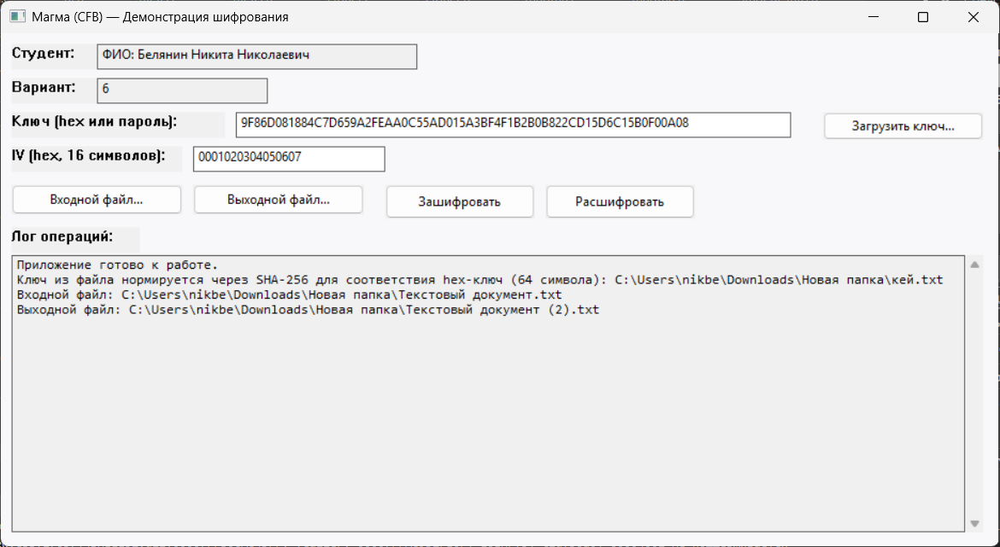 Магма (CFB) — Демонстрация шифрования
Студент: ФИО: Белянин Никита Николаевич
Вариант: 6
Ключ (hex или пароль): 9F86D081884C7D659A2FEAA0C55AD015A3BF4F1B2B0B822CD15D6C15B0F00A08 Загрузить ключ...
IV (hex, 16 символов): 0001020304050607
Входной файл... Выходной файл... Зашифровать Расшифровать
Лог операций:
Приложение готово к работе.
Ключ из файла нормируется через SHA-256 для соответствия hex-ключ (64 символа): C:\Users\nikbe\Downloads\Новая папка\кей.txt
Входной файл: C:\Users\nikbe\Downloads\Новая папка\Текстовый документ.txt
Выходной файл: C:\Users\nikbe\Downloads\Новая папка\Текстовый документ (2).txt